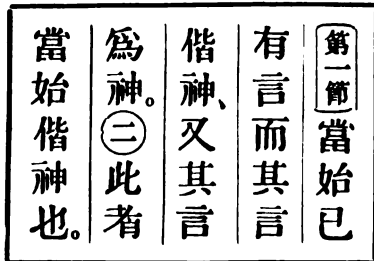 第一節當始已
有言而其言
偕神、又其言
爲神。㊁此者
當始偕神也。